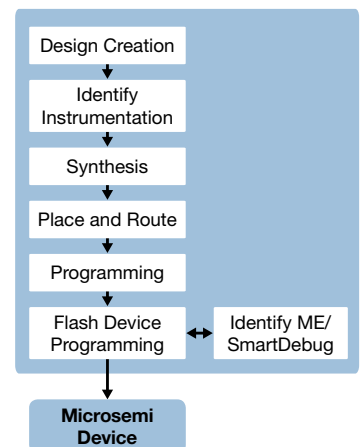 Design Creation
Identify
Instrumentation
Synthesis
Place and Route
Programming
Flash Device
Programming
Identify ME/
SmartDebug
Microsemi
Device